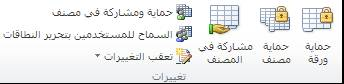 حماية ورقة
حماية مصنف
مشاركة في المصنف
حماية ومشاركة في مصنف
السماح للمستخدمين بتحرير النطاقات
تعقب التغييرات
تغييرات